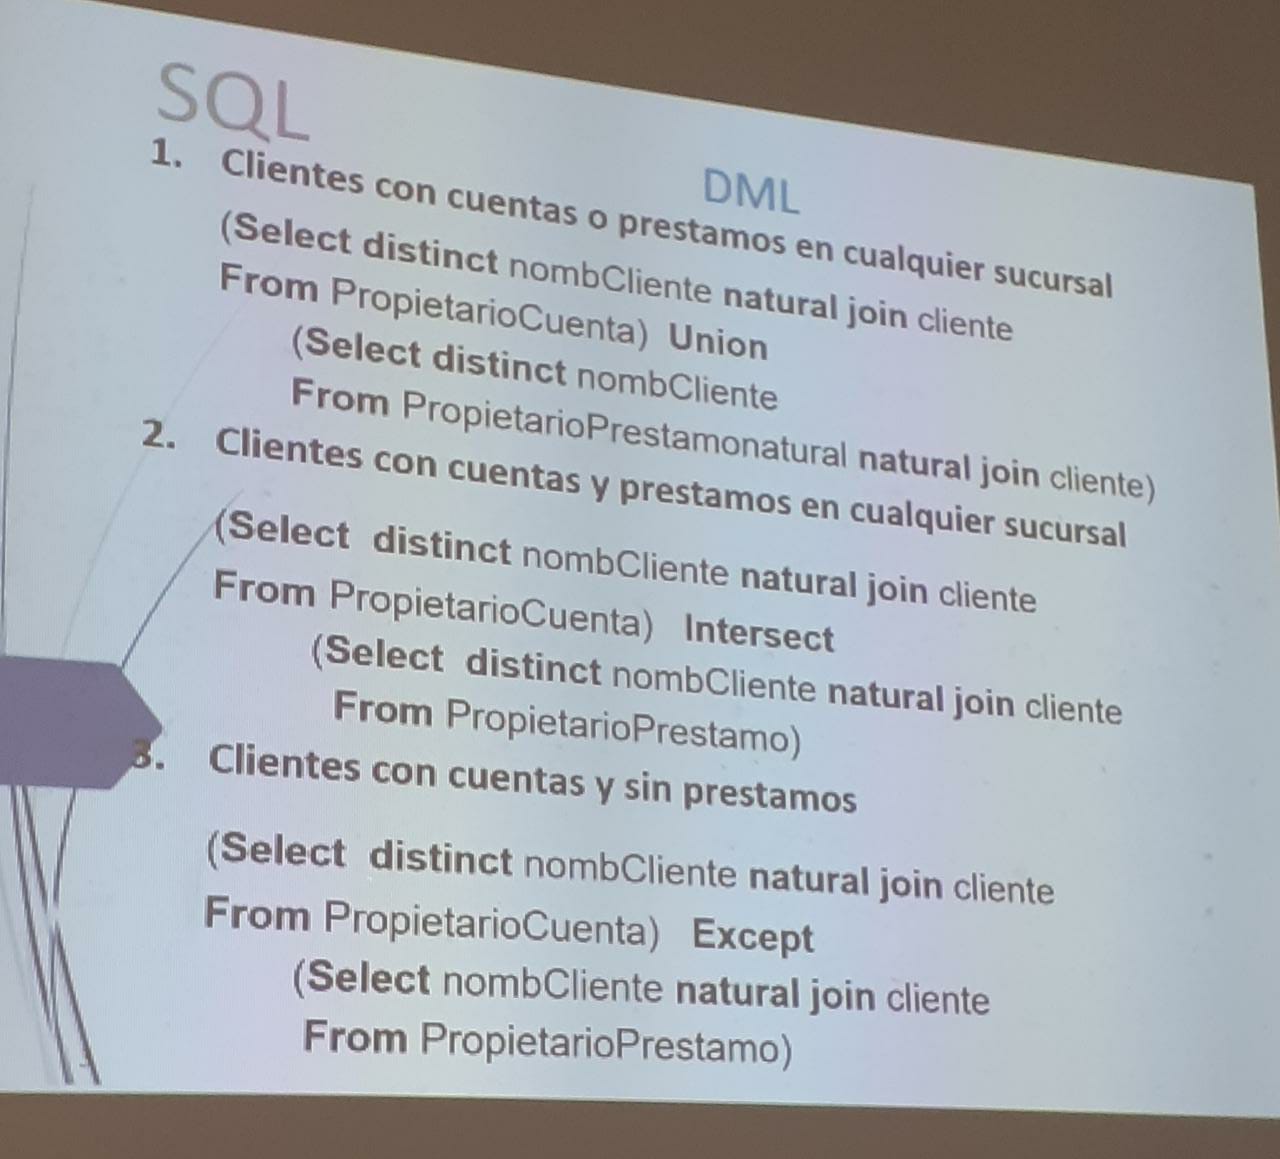 SQL
DML
1. Clientes con cuentas o prestamos en cualquier sucursal
(Select distinct nombCliente natural join cliente
From PropietarioCuenta) Union
(Select distinct nombCliente
From PropietarioPrestamonatural natural join cliente)
2. Clientes con cuentas y prestamos en cualquier sucursal
(Select distinct nombCliente natural join cliente
From PropietarioCuenta) Intersect
(Select distinct nombCliente natural join cliente
From PropietarioPrestamo)
3. Clientes con cuentas y sin prestamos
(Select distinct nombCliente natural join cliente
From PropietarioCuenta) Except
(Select nombCliente natural join cliente
From PropietarioPrestamo)